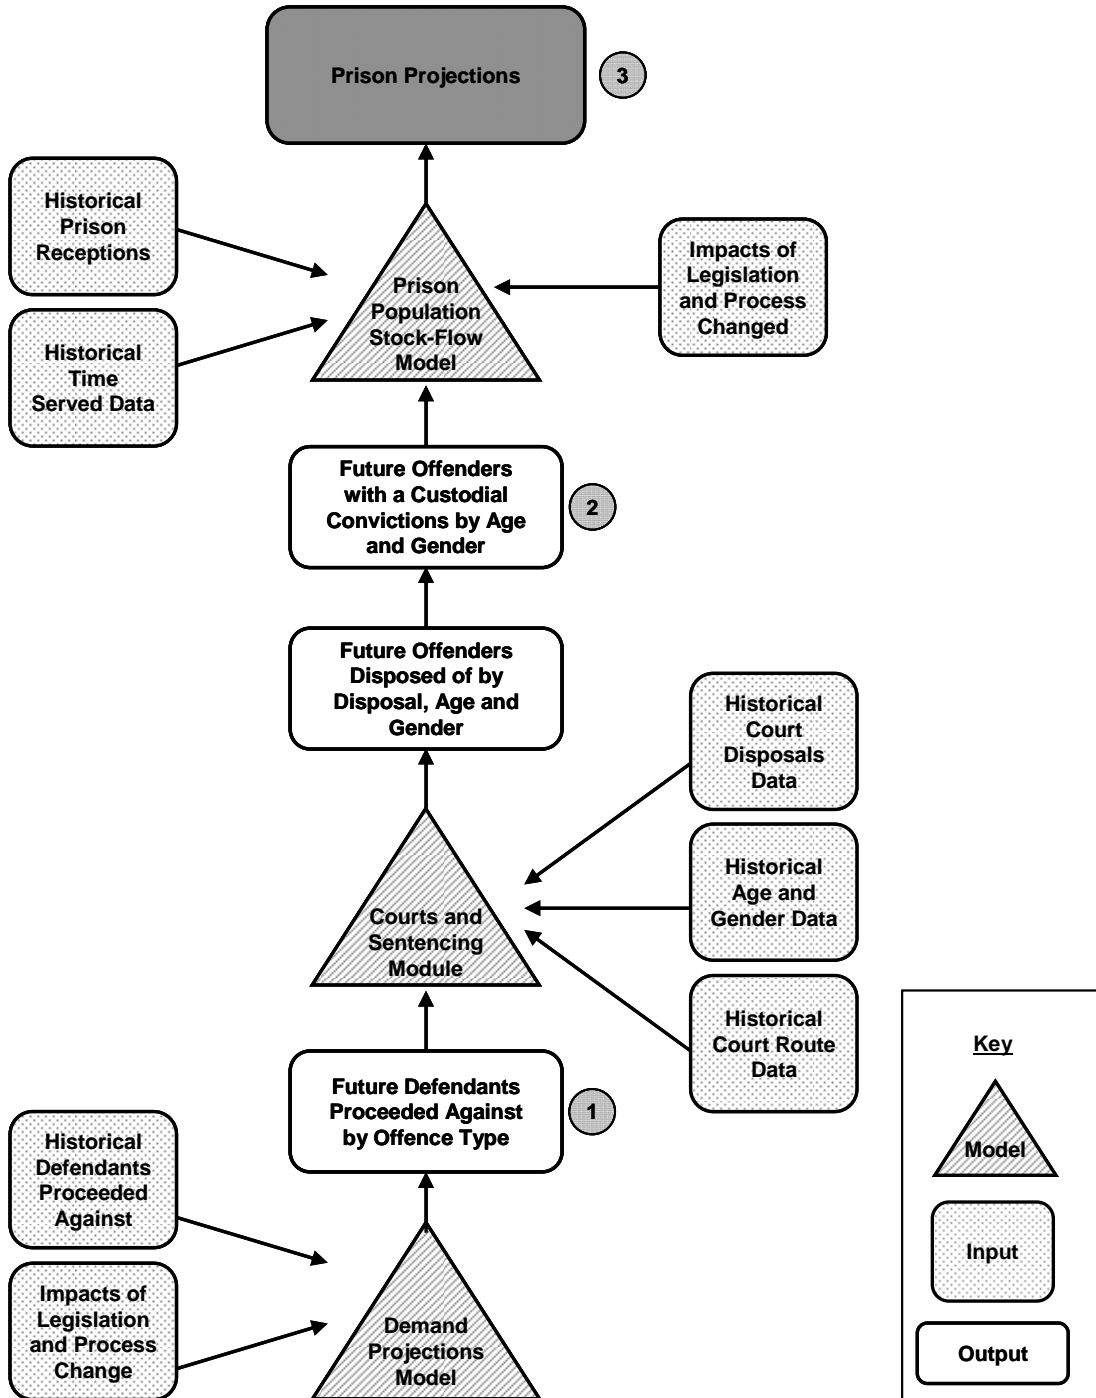 Prison Projections
3
Historical
Prison
Receptions
Historical
Time
Served Data
Prison
Population
Stock-Flow
Model
Impacts of
Legislation
and Process
Changed
Future Offenders
with a Custodial
Convictions by Age
and Gender
2
Future Offenders
Disposed of by
Disposal, Age and
Gender
Historical
Court
Disposals
Data
Historical
Age and
Gender Data
Historical
Court Route
Data
Courts and
Sentencing
Module
Future Defendants
Proceeded Against
by Offence Type
1
Historical
Defendants
Proceeded
Against
Impacts of
Legislation
and Process
Change
Demand
Projections
Model
Key
Model
Input
Output